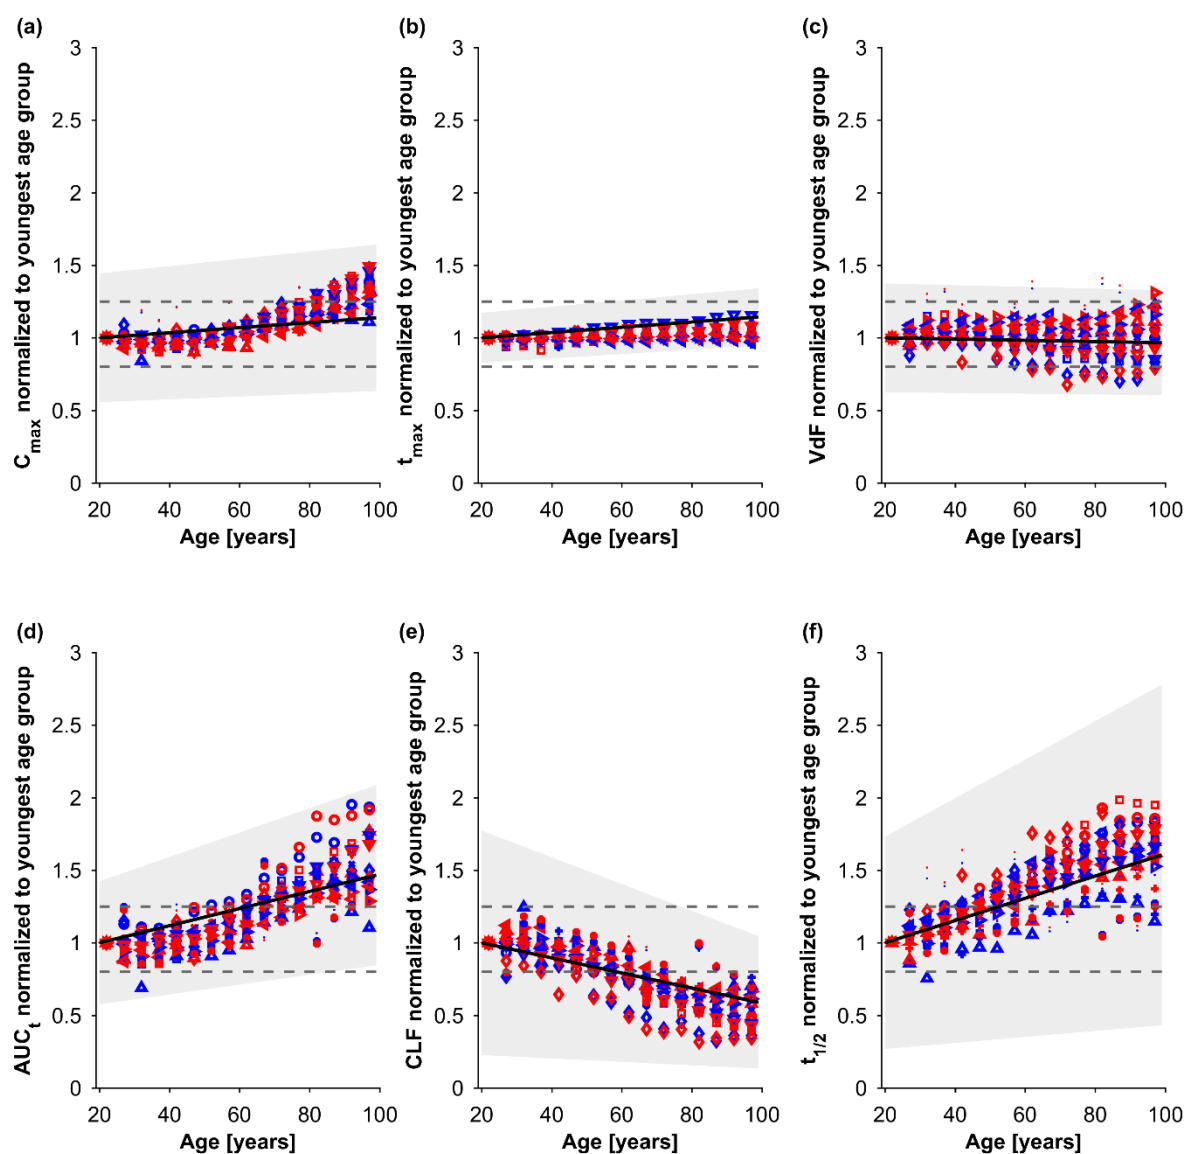 (a)
C_max normalized to youngest age group
3
2.5
2
1.5
1
0.5
0
20 40 60 80 100
Age [years]
(b)
t_max normalized to youngest age group
3
2.5
2
1.5
1
0.5
0
20 40 60 80 100
Age [years]
(c)
VdF normalized to youngest age group
3
2.5
2
1.5
1
0.5
0
20 40 60 80 100
Age [years]
(d)
AUC_t normalized to youngest age group
3
2.5
2
1.5
1
0.5
0
20 40 60 80 100
Age [years]
(e)
CLF normalized to youngest age group
3
2.5
2
1.5
1
0.5
0
20 40 60 80 100
Age [years]
(f)
t_1/2 normalized to youngest age group
3
2.5
2
1.5
1
0.5
0
20 40 60 80 100
Age [years]